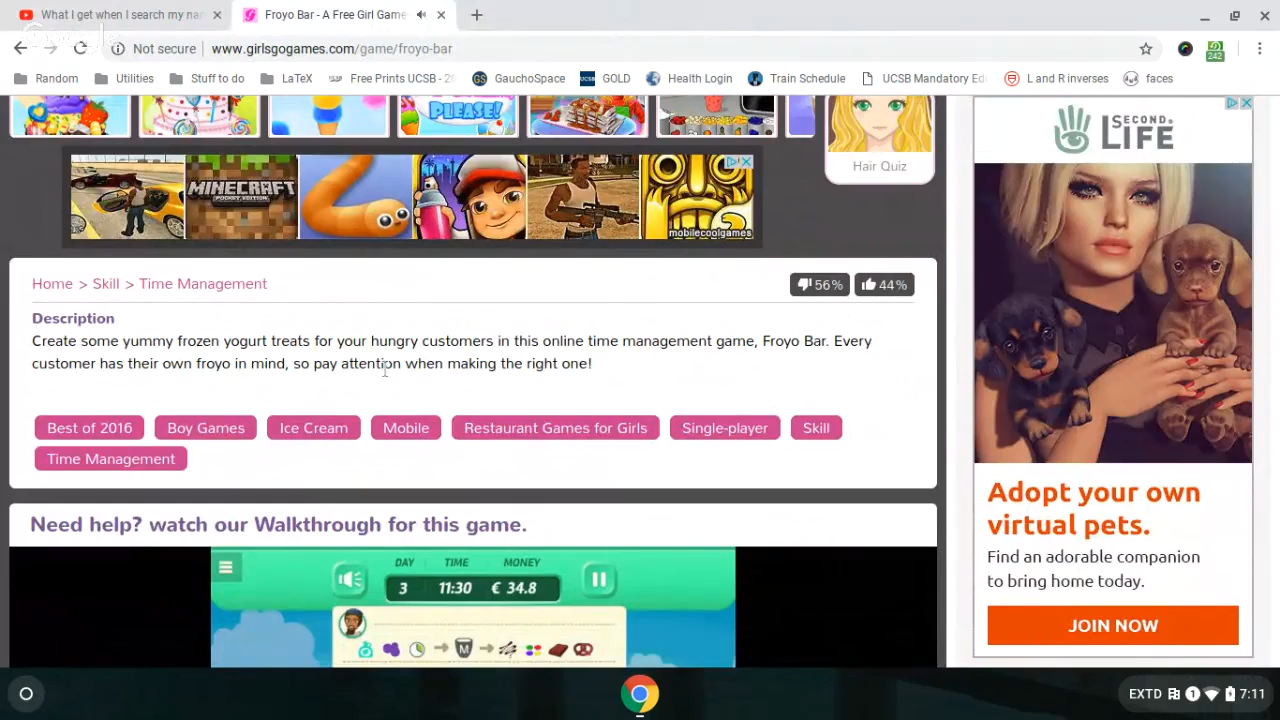 What I get when I search my nar
Froyo Bar - A Free Girl Game
Not secure | www.girlsgogames.com/game/froyo-bar
242
Random
Utilities
Stuff to do
LaTeX
Free Prints UCSB - 29
GauchoSpace
GOLD
Health Login
Train Schedule
UCSB Mandatory Ed
L and R inverses
faces
PLEASE!
Hair Quiz
SECOND
LIFE
MINECRAFT
POCKET EDITION
mobilecoolgames
Home > Skill > Time Management
56%
44%
Description
Create some yummy frozen yogurt treats for your hungry customers in this online time management game, Froyo Bar. Every
customer has their own froyo in mind, so pay attention when making the right one!
Best of 2016
Boy Games
Ice Cream
Mobile
Restaurant Games for Girls
Single-player
Skill
Time Management
Need help? watch our Walkthrough for this game.
DAY TIME MONEY
3 11:30 € 34.8
M
Adopt your own
virtual pets.
Find an adorable companion
to bring home today.
JOIN NOW
EXTD
1
7:11